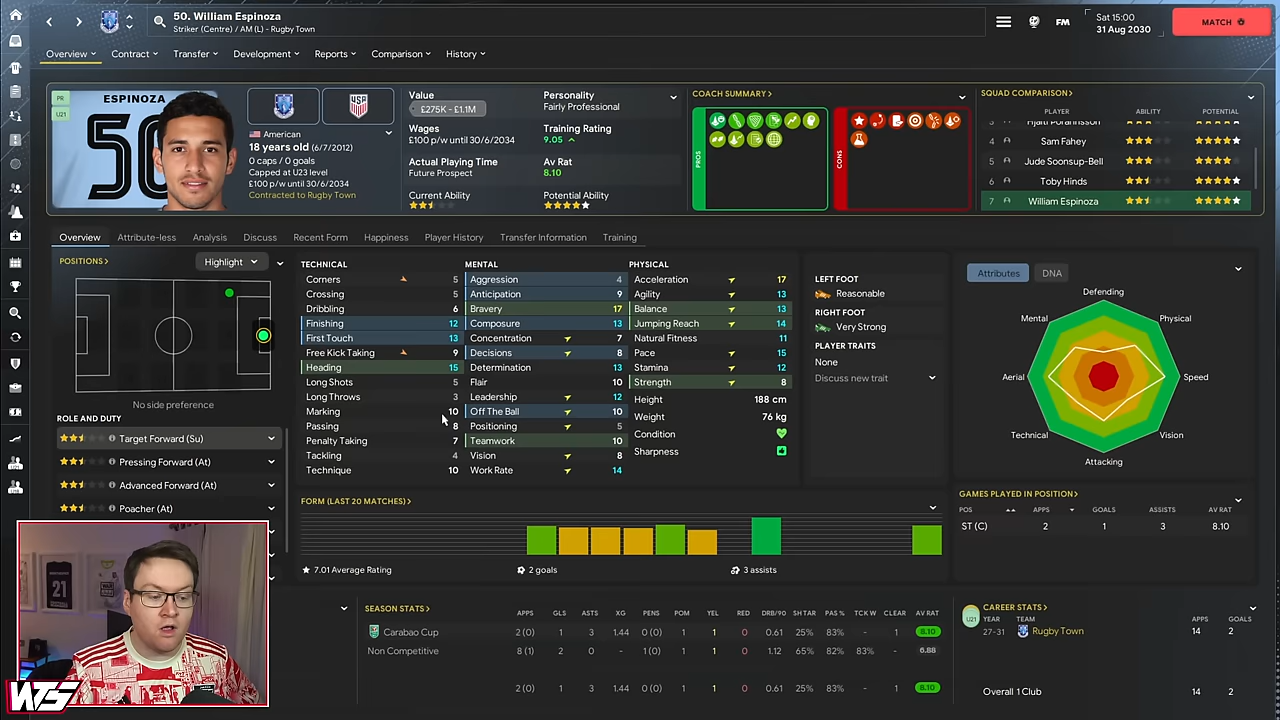 50. William Espinoza
Striker (Centre) / AM (L) - Rugby Town
FM
Sat 15:00
31 Aug 2030
MATCH
Overview
Contract
Transfer
Development
Reports
Comparison
History
PR
U21
ESPINOZA
50
American
18 years old (6/7/2012)
0 caps / 0 goals
Capped at U23 level
£100 p/w until 30/6/2034
Contracted to Rugby Town
Value
£275K - £1.1M
Wages
£100 p/w until 30/6/2034
Actual Playing Time
Future Prospect
Current Ability
Personality
Fairly Professional
Training Rating
9.05
Av Rat
8.10
Potential Ability
COACH SUMMARY >
PROS
CONS
SQUAD COMPARISON >
PLAYER ABILITY POTENTIAL
4 Sam Fahey
5 Jude Soonsup-Bell
6 Toby Hinds
7 William Espinoza
Overview
Attribute-less
Analysis
Discuss
Recent Form
Happiness
Player History
Transfer Information
Training
POSITIONS >
Highlight
No side preference
ROLE AND DUTY
Target Forward (Su)
Pressing Forward (At)
Advanced Forward (At)
Poacher (At)
TECHNICAL
Corners 5
Crossing 5
Dribbling 6
Finishing 12
First Touch 13
Free Kick Taking 9
Heading 15
Long Shots 5
Long Throws 3
Marking 10
Passing 8
Penalty Taking 7
Tackling 4
Technique 10
MENTAL
Aggression 4
Anticipation 9
Bravery 17
Composure 13
Concentration 7
Decisions 8
Determination 13
Flair 10
Leadership 12
Off The Ball 10
Positioning 5
Teamwork 10
Vision 8
Work Rate 14
PHYSICAL
Acceleration 17
Agility 13
Balance 13
Jumping Reach 14
Natural Fitness 11
Pace 15
Stamina 12
Strength 8
Height 188 cm
Weight 76 kg
Condition
Sharpness
LEFT FOOT
Reasonable
RIGHT FOOT
Very Strong
PLAYER TRAITS
None
Discuss new trait
Attributes
DNA
Defending
Physical
Speed
Vision
Attacking
Technical
Aerial
Mental
FORM (LAST 20 MATCHES) >
7.01 Average Rating
2 goals
3 assists
GAMES PLAYED IN POSITION >
POS APPS GOALS ASSISTS AV RAT
ST (C) 2 1 3 8.10
SEASON STATS >
APPS GLS ASTS XG PENS POM YEL RED DRB/90 SH TAR PAS % TCK W CLEAR AV RAT
Carabao Cup 2 (0) 1 3 1.44 0 (0) 1 1 0 0.61 25% 83% - 1 8.10
Non Competitive 8 (1) 2 0 - 1 (0) 1 1 0 1.12 65% 82% 83% - 6.88
2 (0) 1 3 1.44 0 (0) 1 1 0 0.61 25% 83% - 1 8.10
U21
CAREER STATS >
YEAR TEAM APPS GOALS
27-31 Rugby Town 14 2
Overall 1 Club 14 2
21
WTS